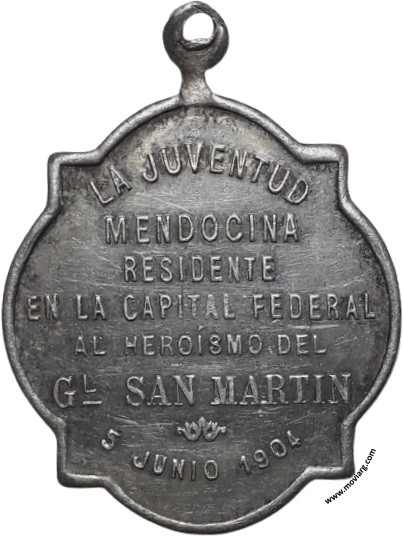 LA JUVENTUD
MENDOCINA
RESIDENTE
EN LA CAPITAL FEDERAL
AL HEROÍSMO DEL
GL SAN MARTIN
5 JUNIO 1904
www.moviarg.com